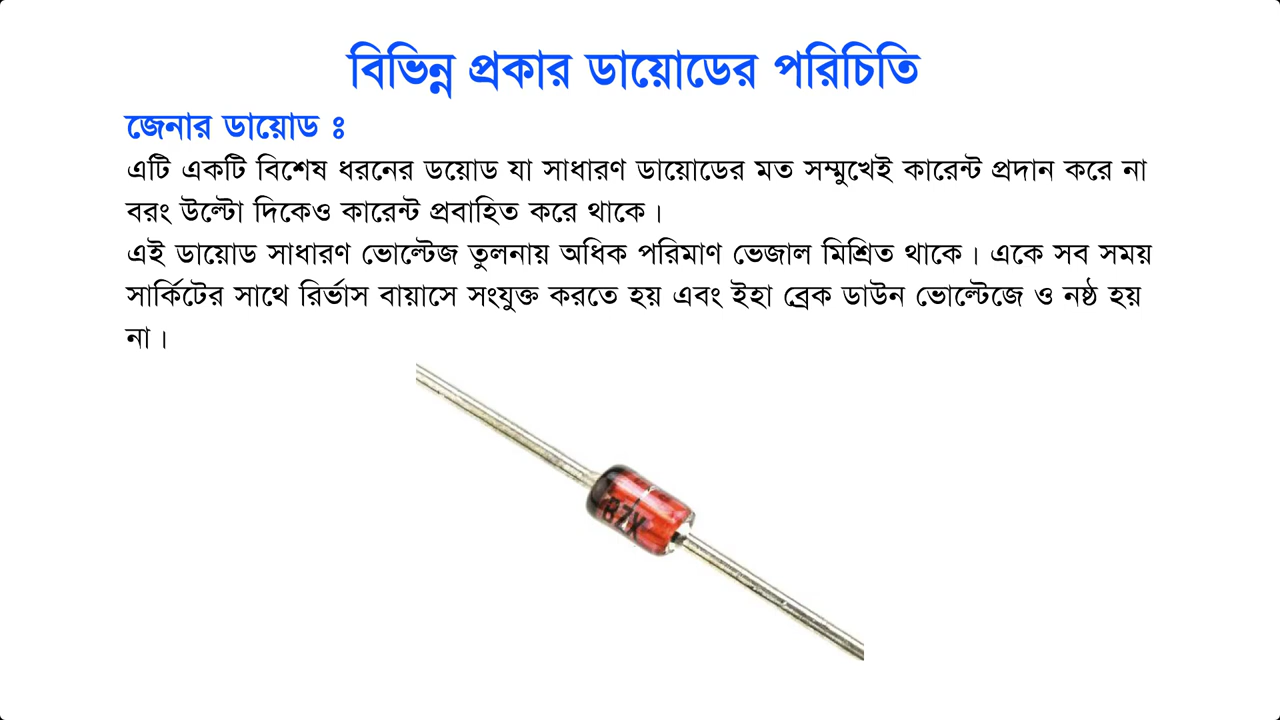 বিভিন্ন প্রকার ডায়োডের পরিচিতি
জেনার ডায়োড ঃ
এটি একটি বিশেষ ধরনের ডয়োড যা সাধারণ ডায়োডের মত সম্মুখেই কারেন্ট প্রদান করে না
বরং উল্টো দিকেও কারেন্ট প্রবাহিত করে থাকে।
এই ডায়োড সাধারণ ভোল্টেজ তুলনায় অধিক পরিমাণ ভেজাল মিশ্রিত থাকে। একে সব সময়
সার্কিটের সাথে রির্ভাস বায়াসে সংযুক্ত করতে হয় এবং ইহা ব্রেক ডাউন ভোল্টেজে ও নষ্ঠ হয়
না।
BZX